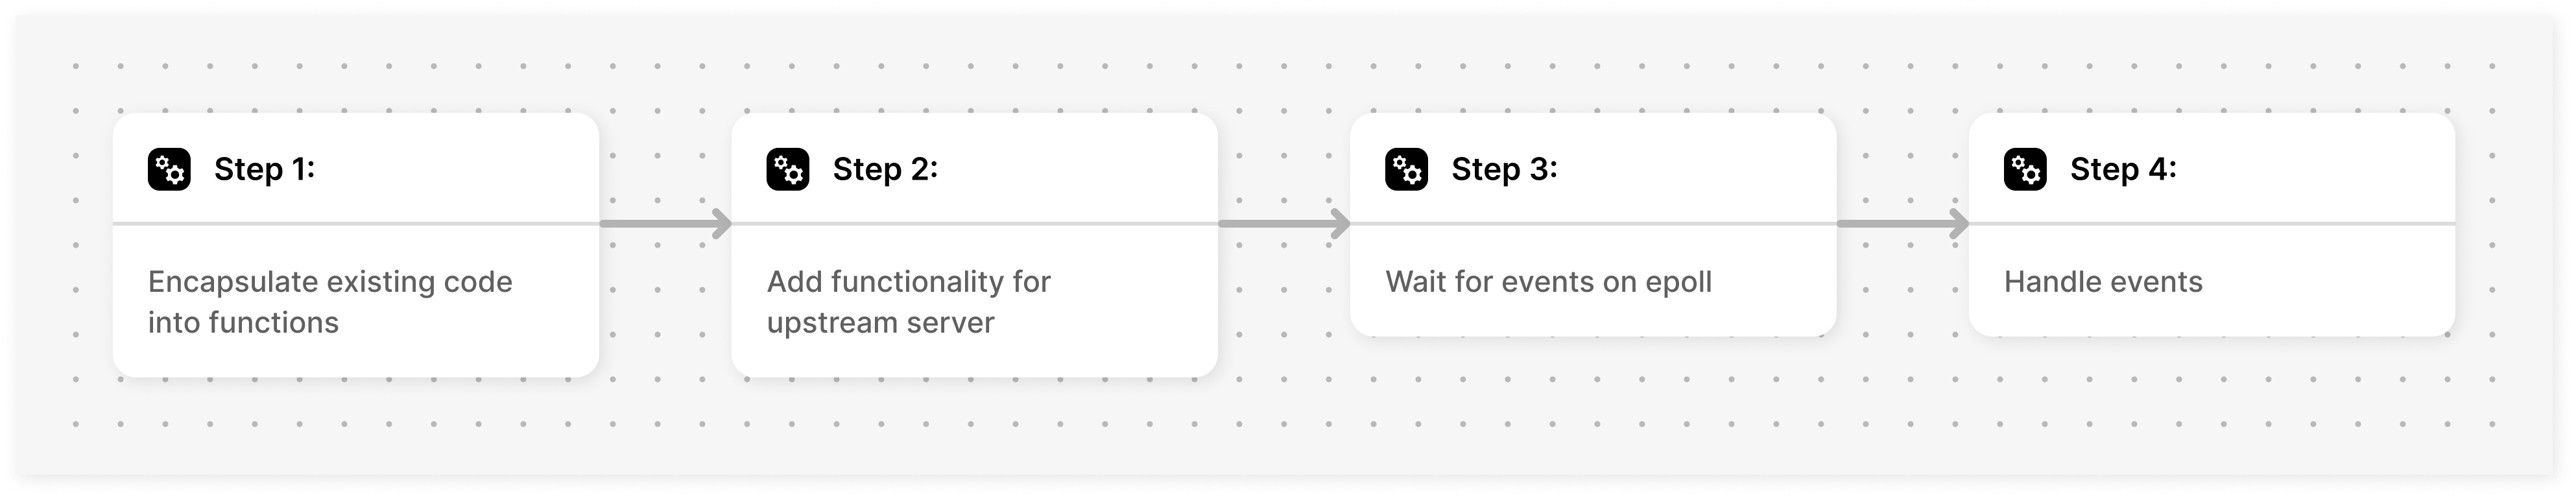 Step 1:
Encapsulate existing code
into functions
Step 2:
Add functionality for
upstream server
Step 3:
Wait for events on epoll
Step 4:
Handle events